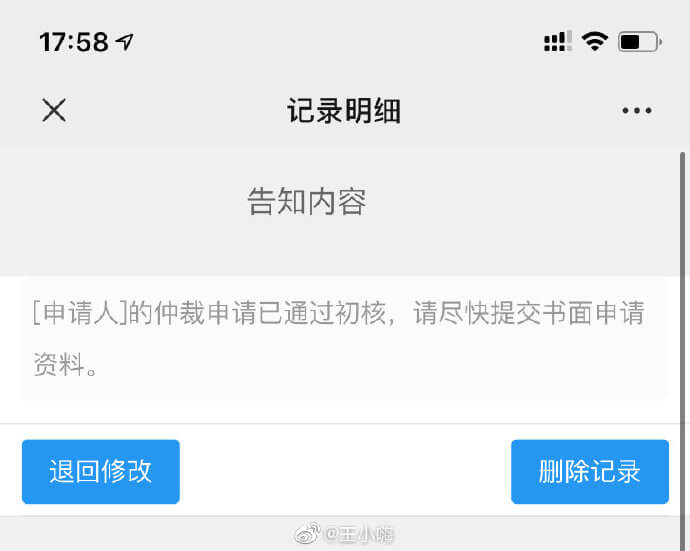 17:58
记录明细
告知内容
[申请人]的仲裁申请已通过初核，请尽快提交书面申请
资料。
退回修改
删除记录
@王小嗨